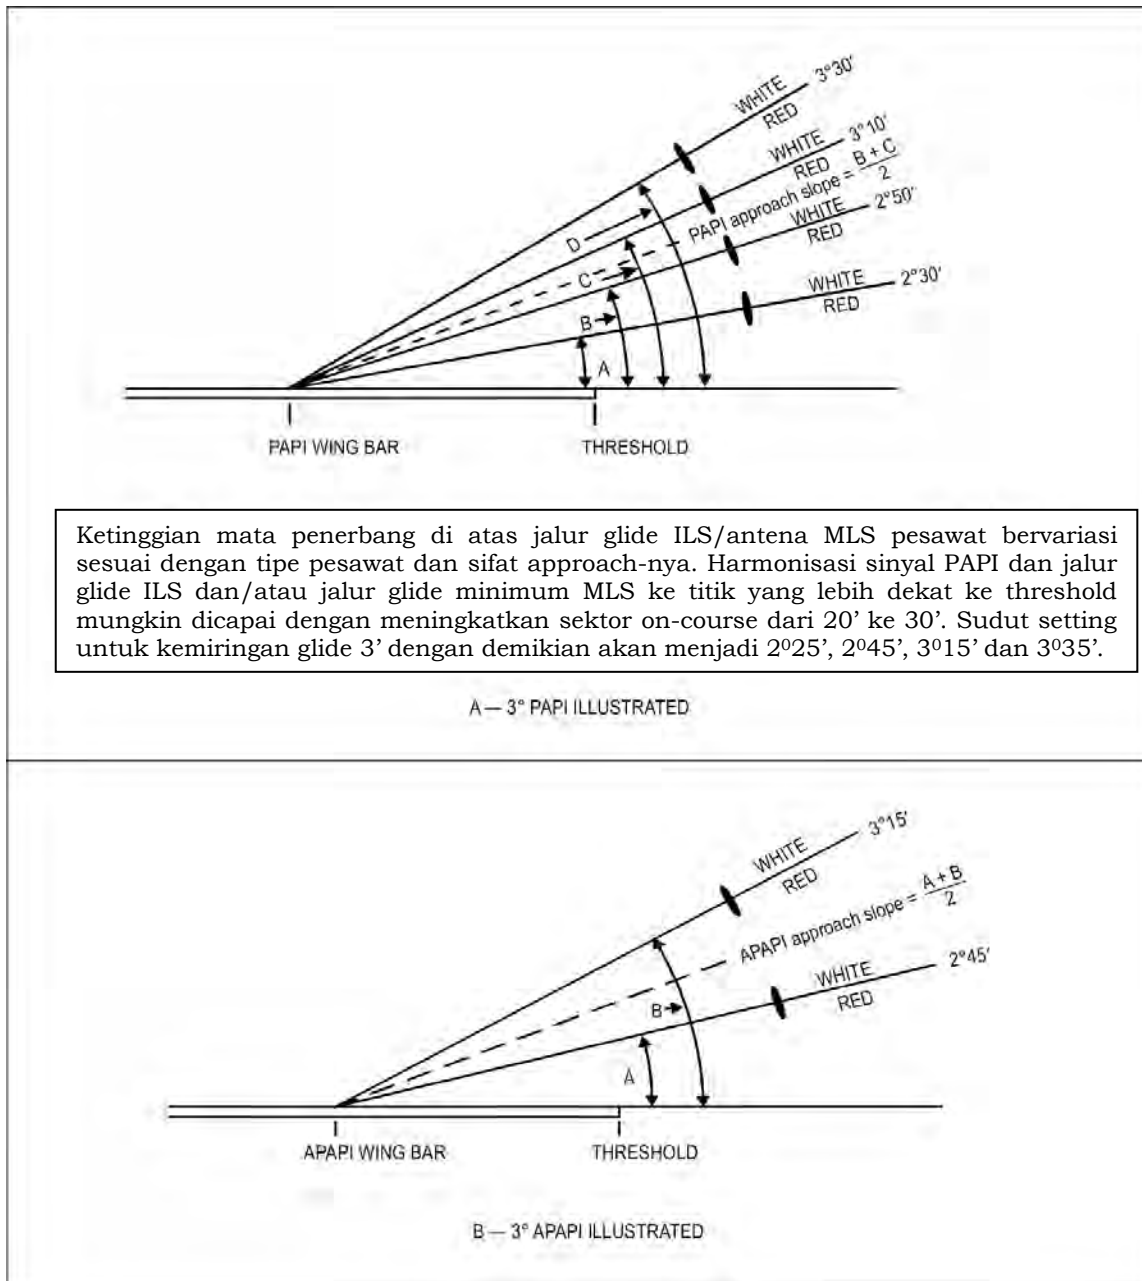 WHITE 3°30′
RED
WHITE 3°10′
RED
PAPI approach slope = B + C
2
WHITE 2°50′
RED
WHITE 2°30′
RED
D
C
B
A
PAPI WING BAR THRESHOLD
Ketinggian mata penerbang di atas jalur glide ILS/antena MLS pesawat bervariasi
sesuai dengan tipe pesawat dan sifat approach-nya. Harmonisasi sinyal PAPI dan jalur
glide ILS dan/atau jalur glide minimum MLS ke titik yang lebih dekat ke threshold
mungkin dicapai dengan meningkatkan sektor on-course dari 20’ ke 30’. Sudut setting
untuk kemiringan glide 3’ dengan demikian akan menjadi 2⁰25’, 2⁰45’, 3⁰15’ dan 3⁰35’.
A — 3° PAPI ILLUSTRATED
WHITE 3°15′
RED
APAPI approach slope = A + B
2
WHITE 2°45′
RED
B
A
APAPI WING BAR THRESHOLD
B — 3° APAPI ILLUSTRATED